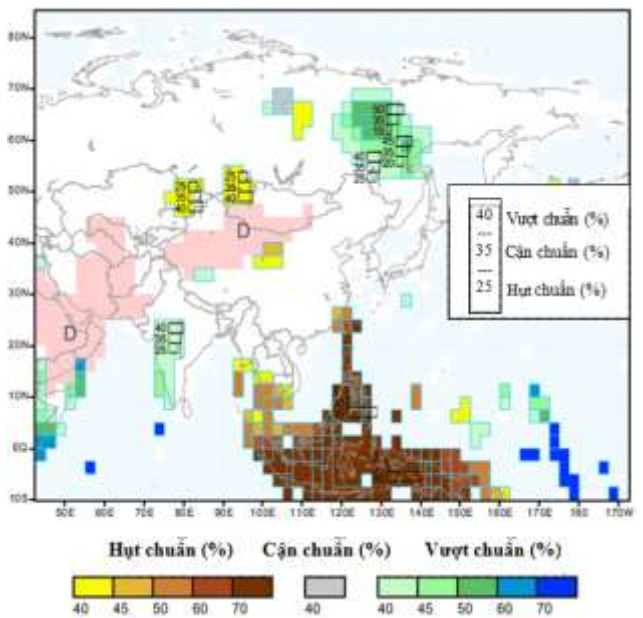 80N
70N
60N
50N
40N
30N
20N
10N
EQ
10S
D
D
40 Vượt chuẩn (%)
---
35 Cận chuẩn (%)
---
25 Hụt chuẩn (%)
50E 60E 70E 80E 90E 100E 110E 120E 130E 140E 150E 160E 170E 180 170W
Hụt chuẩn (%) Cận chuẩn (%) Vượt chuẩn (%)
40 45 50 60 70 40 40 45 50 60 70